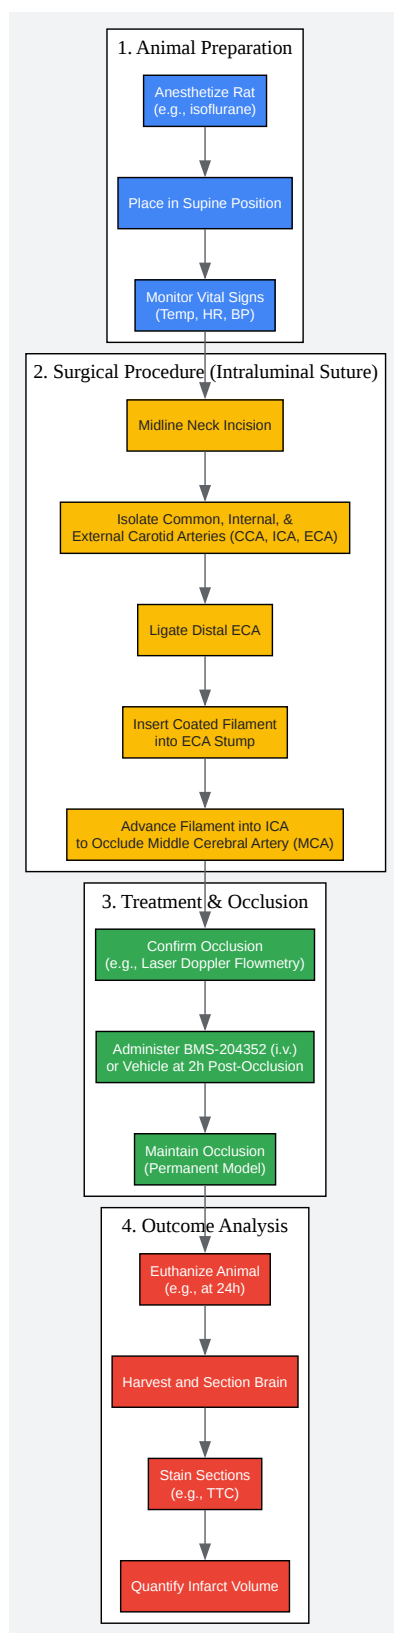 1. Animal Preparation
Anesthetize Rat
(e.g., isoflurane)
Place in Supine Position
Monitor Vital Signs
(Temp, HR, BP)
2. Surgical Procedure (Intraluminal Suture)
Midline Neck Incision
Isolate Common, Internal, &
External Carotid Arteries (CCA, ICA, ECA)
Ligate Distal ECA
Insert Coated Filament
into ECA Stump
Advance Filament into ICA
to Occlude Middle Cerebral Artery (MCA)
3. Treatment & Occlusion
Confirm Occlusion
(e.g., Laser Doppler Flowmetry)
Administer BMS-204352 (i.v.)
or Vehicle at 2h Post-Occlusion
Maintain Occlusion
(Permanent Model)
4. Outcome Analysis
Euthanize Animal
(e.g., at 24h)
Harvest and Section Brain
Stain Sections
(e.g., TTC)
Quantify Infarct Volume